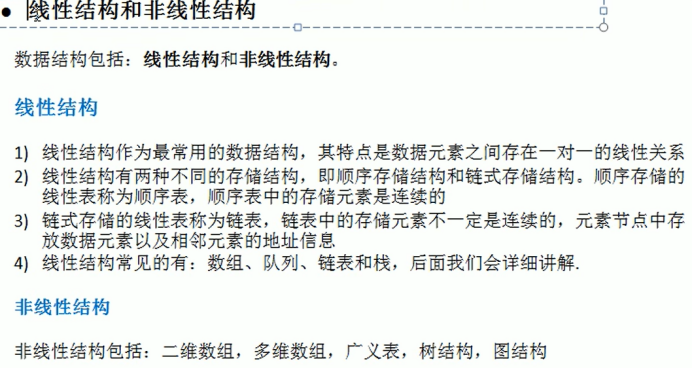 ● 线性结构和非线性结构
数据结构包括：线性结构和非线性结构。
线性结构
1) 线性结构作为最常用的数据结构，其特点是数据元素之间存在一对一的线性关系
2) 线性结构有两种不同的存储结构，即顺序存储结构和链式存储结构。顺序存储的
线性表称为顺序表，顺序表中的存储元素是连续的
3) 链式存储的线性表称为链表，链表中的存储元素不一定是连续的，元素节点中存
放数据元素以及相邻元素的地址信息
4) 线性结构常见的有：数组、队列、链表和栈，后面我们会详细讲解.
非线性结构
非线性结构包括：二维数组，多维数组，广义表，树结构，图结构